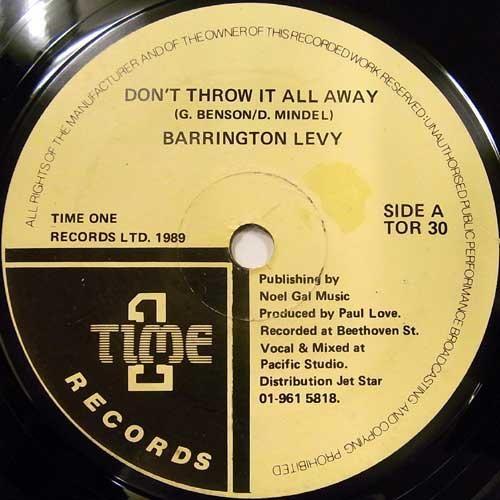 ALL RIGHTS OF THE MANUFACTURER AND OF THE OWNER OF THIS RECORDED WORK RESERVED. UNAUTHORISED PUBLIC PERFORMANCE BROADCASTING AND COPYING PROHIBITED
DON'T THROW IT ALL AWAY
(G. BENSON/D. MINDEL)
BARRINGTON LEVY
TIME ONE
RECORDS LTD. 1989
SIDE A
TOR 30
Publishing by
Noel Gal Music
Produced by Paul Love.
Recorded at Beethoven St.
Vocal & Mixed at
Pacific Studio.
Distribution Jet Star
01-961 5818.
TIME 1
RECORDS